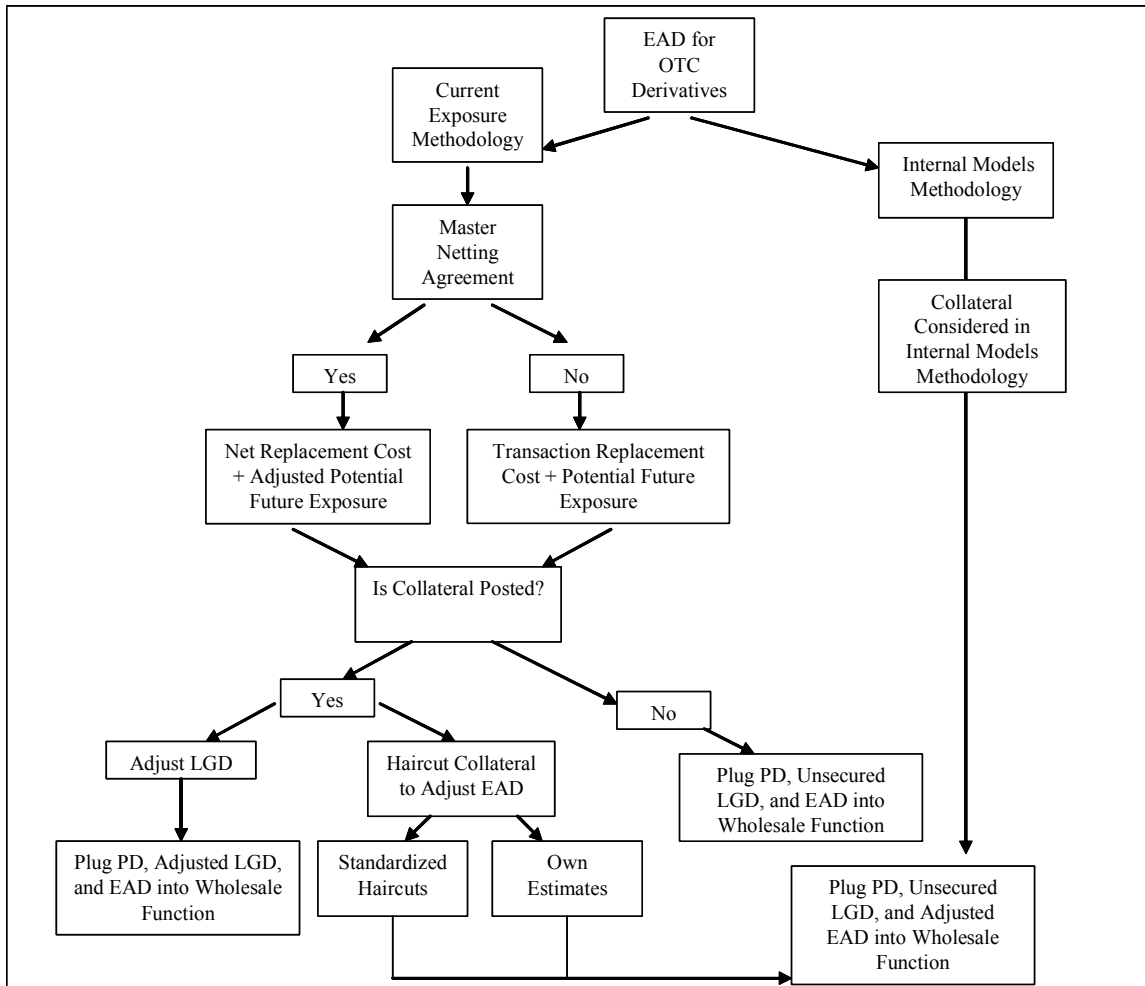 EAD for
OTC
Derivatives
Current
Exposure
Methodology
Internal Models
Methodology
Master
Netting
Agreement
Collateral
Considered in
Internal Models
Methodology
Yes
No
Net Replacement Cost
+ Adjusted Potential
Future Exposure
Transaction Replacement
Cost + Potential Future
Exposure
Is Collateral Posted?
Yes
No
Adjust LGD
Haircut Collateral
to Adjust EAD
Plug PD, Unsecured
LGD, and EAD into
Wholesale Function
Plug PD, Adjusted LGD,
and EAD into Wholesale
Function
Standardized
Haircuts
Own
Estimates
Plug PD, Unsecured
LGD, and Adjusted
EAD into Wholesale
Function